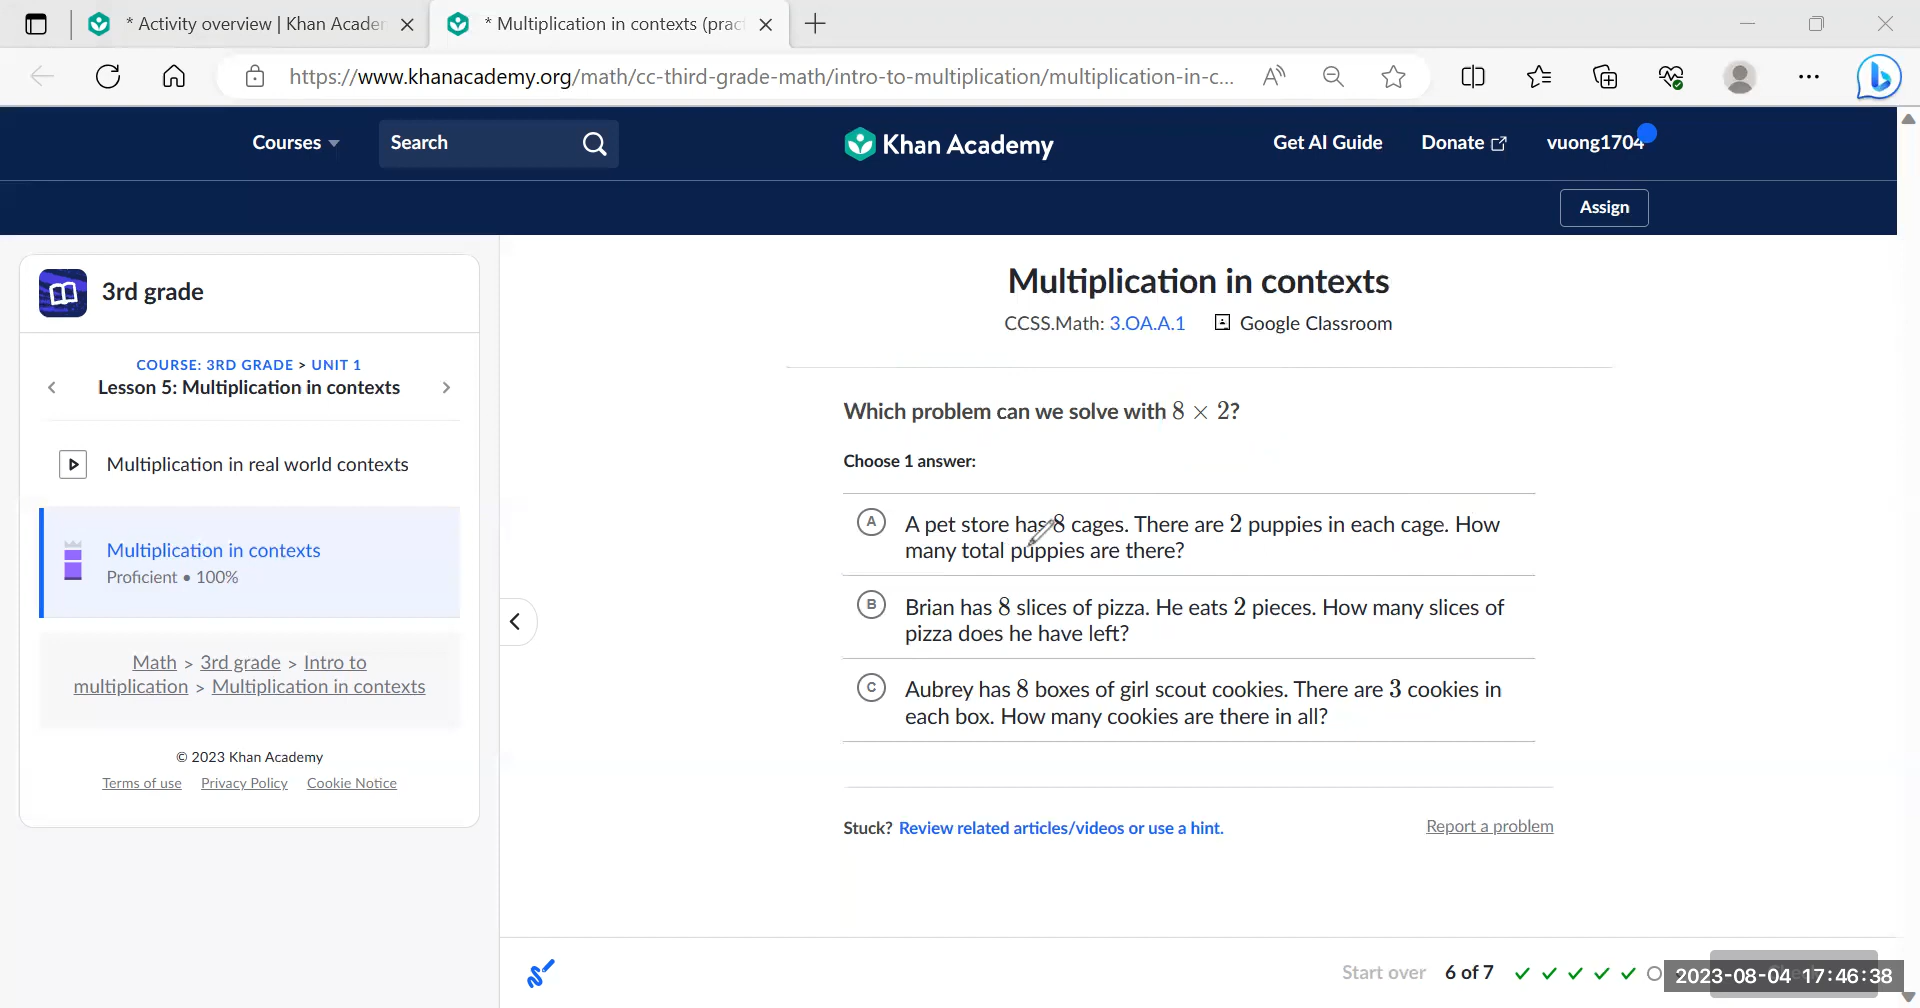 * Activity overview | Khan Acader
* Multiplication in contexts (prac
https://www.khanacademy.org/math/cc-third-grade-math/intro-to-multiplication/multiplication-in-c...
Courses
Search
Khan Academy
Get AI Guide
Donate
vuong1704
Assign
3rd grade
COURSE: 3RD GRADE > UNIT 1
Lesson 5: Multiplication in contexts
Multiplication in real world contexts
Multiplication in contexts
Proficient • 100%
Math > 3rd grade > Intro to
multiplication > Multiplication in contexts
© 2023 Khan Academy
Terms of use Privacy Policy Cookie Notice
Multiplication in contexts
CCSS.Math: 3.OA.A.1 Google Classroom
Which problem can we solve with 8 × 2?
Choose 1 answer:
A A pet store has 8 cages. There are 2 puppies in each cage. How
many total puppies are there?
B Brian has 8 slices of pizza. He eats 2 pieces. How many slices of
pizza does he have left?
C Aubrey has 8 boxes of girl scout cookies. There are 3 cookies in
each box. How many cookies are there in all?
Stuck? Review related articles/videos or use a hint.
Report a problem
Start over 6 of 7
2023-08-04 17:46:38